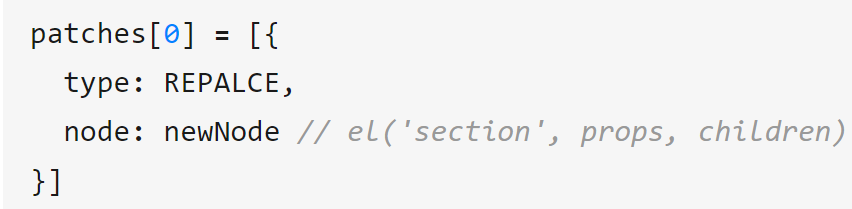 patches[0] = [{
  type: REPALCE,
  node: newNode // el('section', props, children)
}]